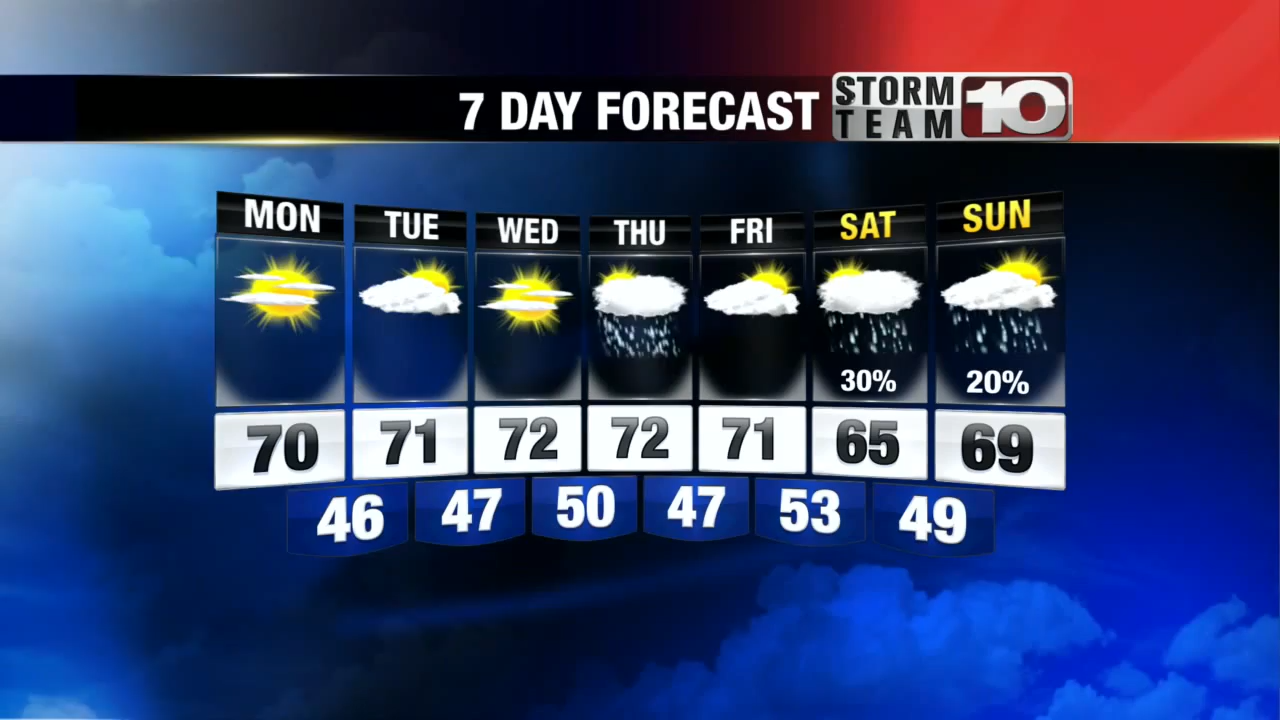 7 DAY FORECAST STORM TEAM 10
MON TUE WED THU FRI SAT SUN
30% 20%
70 71 72 72 71 65 69
46 47 50 47 53 49